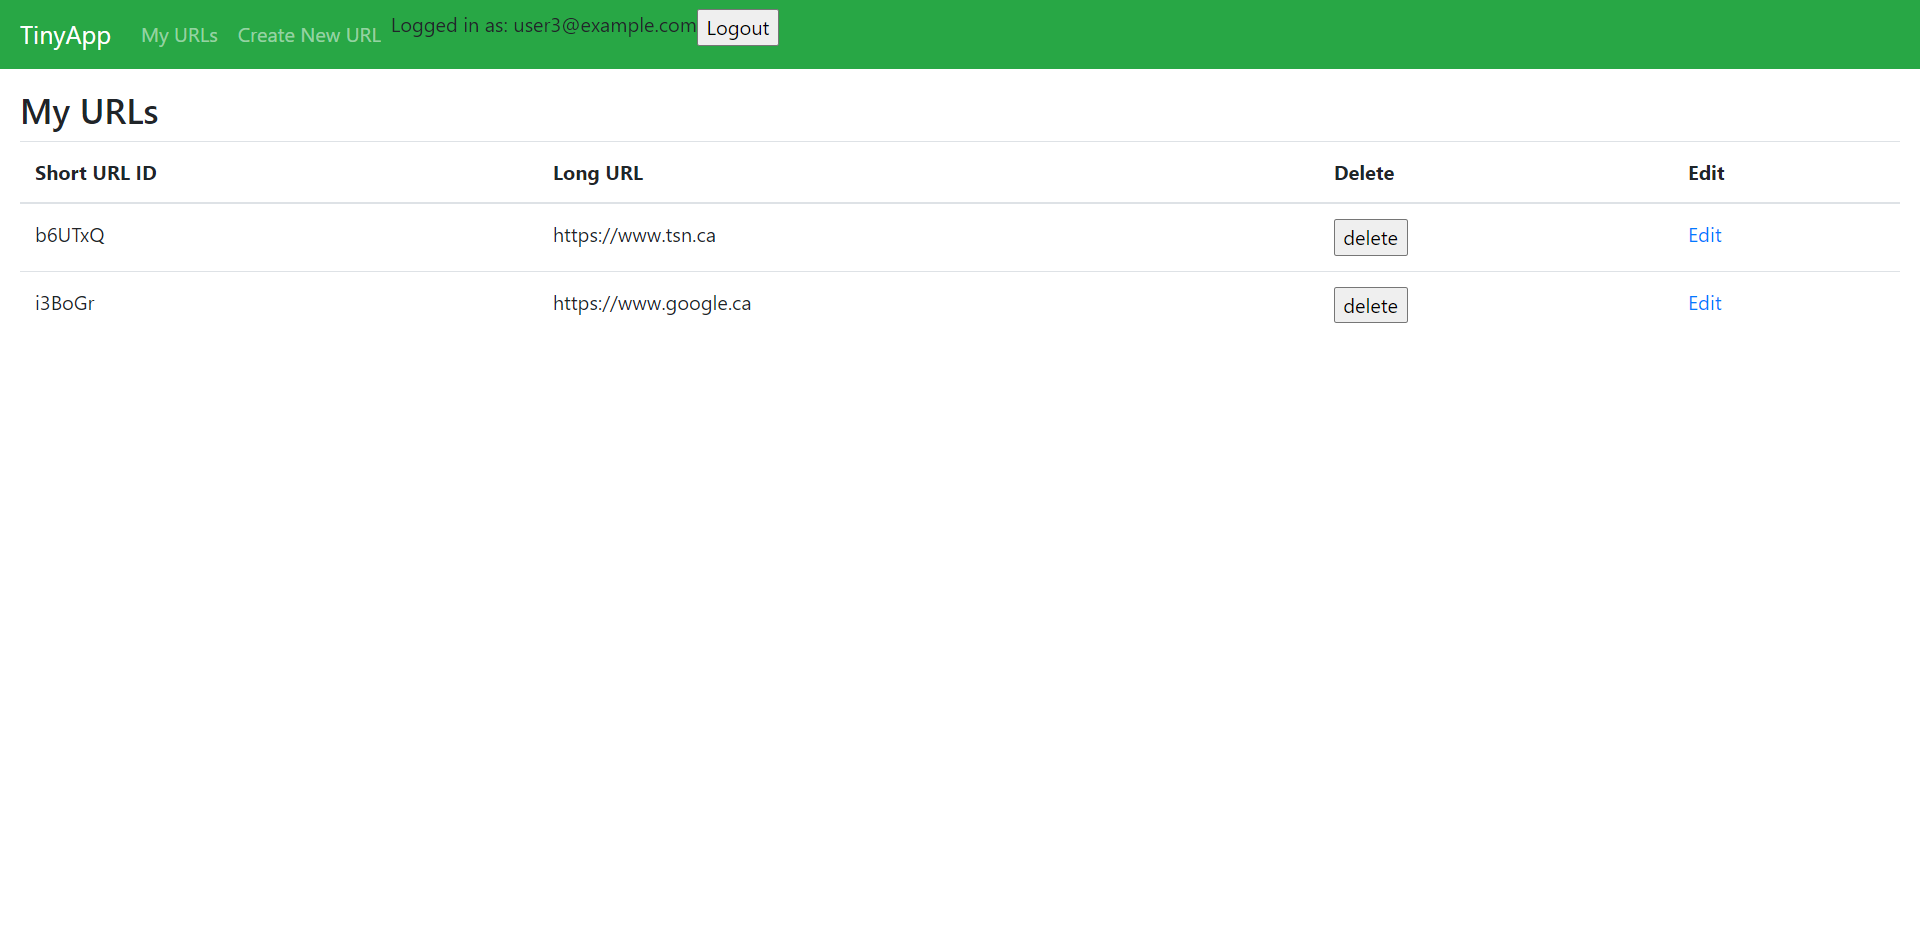 TinyApp My URLs Create New URL Logged in as: user3@example.com Logout
My URLs
Short URL ID Long URL Delete Edit
b6UTxQ https://www.tsn.ca delete Edit
i3BoGr https://www.google.ca delete Edit